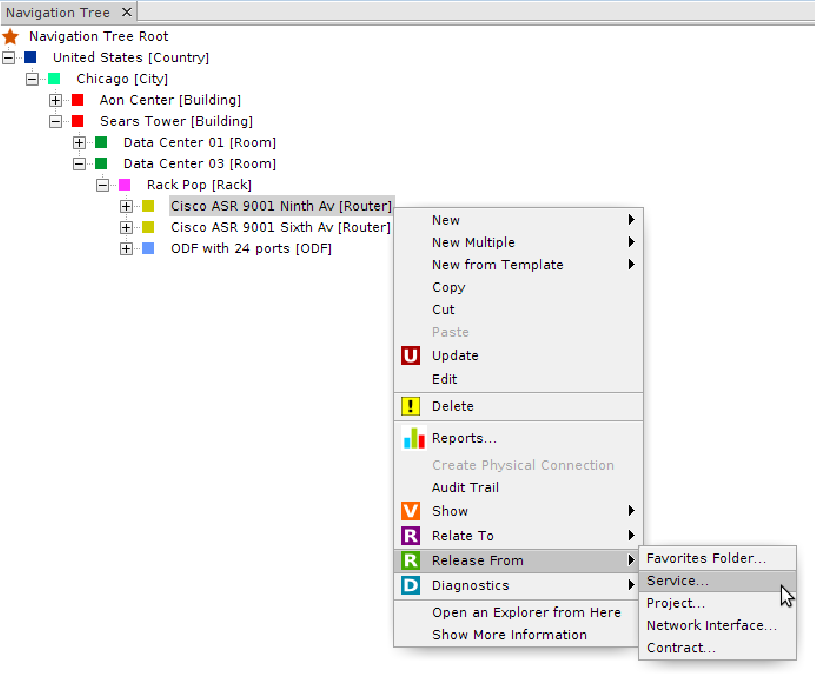 Navigation Tree
Navigation Tree Root
United States [Country]
Chicago [City]
Aon Center [Building]
Sears Tower [Building]
Data Center 01 [Room]
Data Center 03 [Room]
Rack Pop [Rack]
Cisco ASR 9001 Ninth Av [Router]
Cisco ASR 9001 Sixth Av [Router]
ODF with 24 ports [ODF]
New
New Multiple
New from Template
Copy
Cut
Paste
U Update
Edit
! Delete
Reports...
Create Physical Connection
Audit Trail
V Show
R Relate To
R Release From
D Diagnostics
Open an Explorer from Here
Show More Information
Favorites Folder...
Service...
Project...
Network Interface...
Contract...